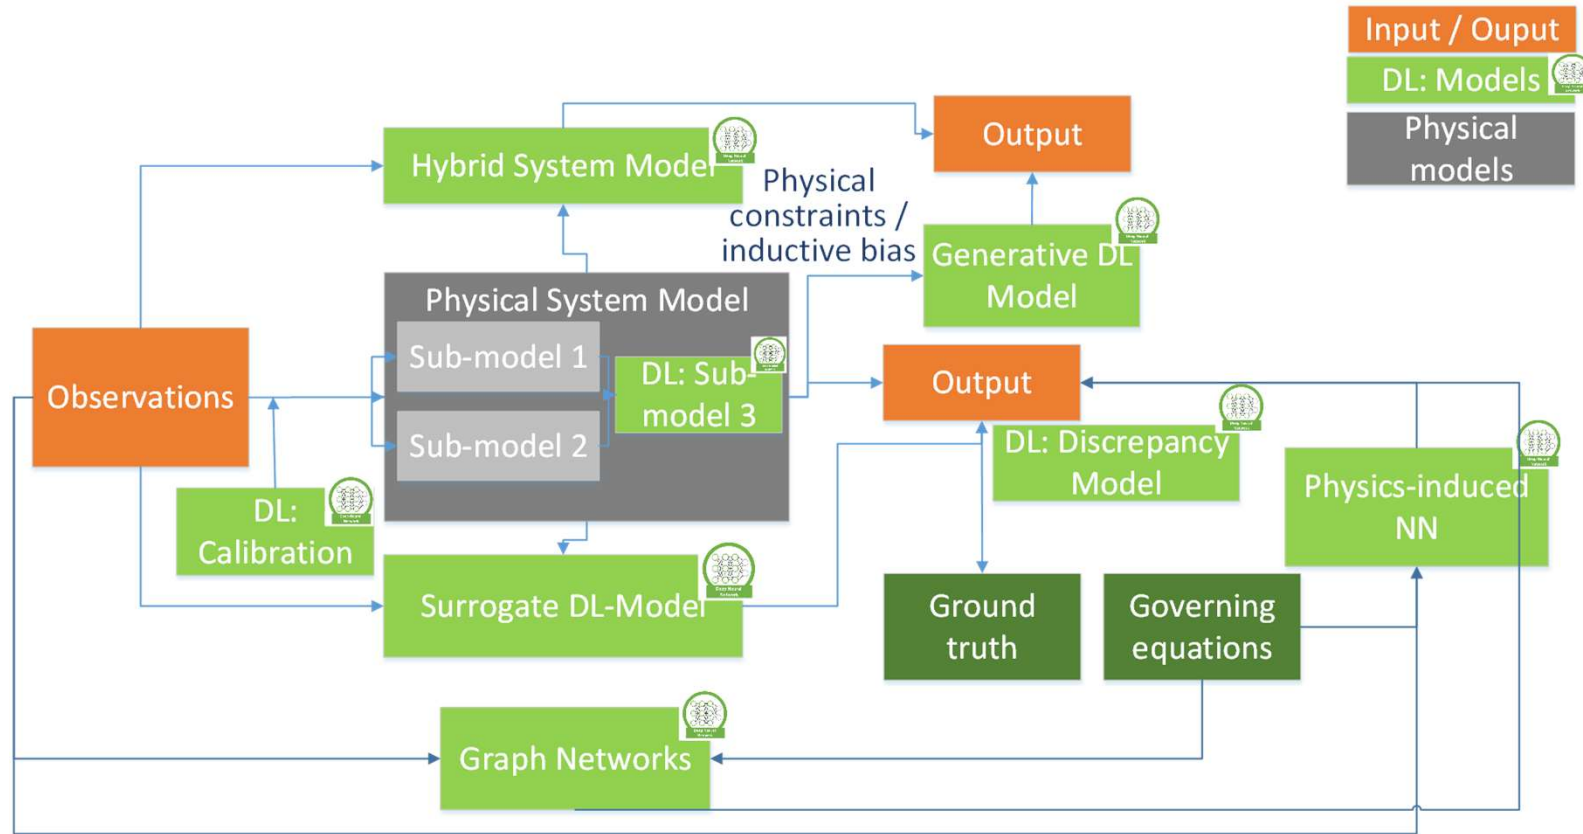 Input / Ouput
DL: Models
Physical
models
Output
Hybrid System Model
Physical
constraints /
inductive bias
Generative DL
Model
Physical System Model
Sub-model 1
DL: Sub-
model 3
Sub-model 2
Observations
Output
DL: Discrepancy
Model
Physics-induced
NN
DL:
Calibration
Surrogate DL-Model
Ground
truth
Governing
equations
Graph Networks